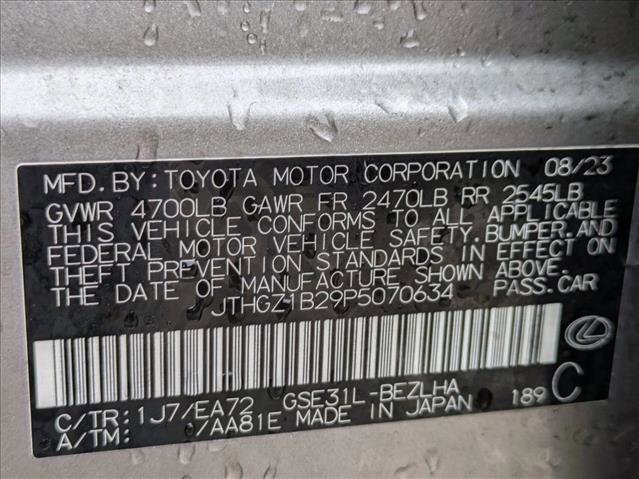 MFD. BY: TOYOTA MOTOR CORPORATION 08/23
GVWR 4700LB GAWR FR 2470LB RR 2545LB
THIS VEHICLE CONFORMS TO ALL APPLICABLE
FEDERAL MOTOR VEHICLE SAFETY, BUMPER, AND
THEFT PREVENTION STANDARDS IN EFFECT ON
THE DATE OF MANUFACTURE SHOWN ABOVE.
JTHGZ1B29P5070634 PASS.CAR
C/TR: 1J7/EA72 GSE31L-BEZLHA 189 C
A/TM: /AA81E MADE IN JAPAN